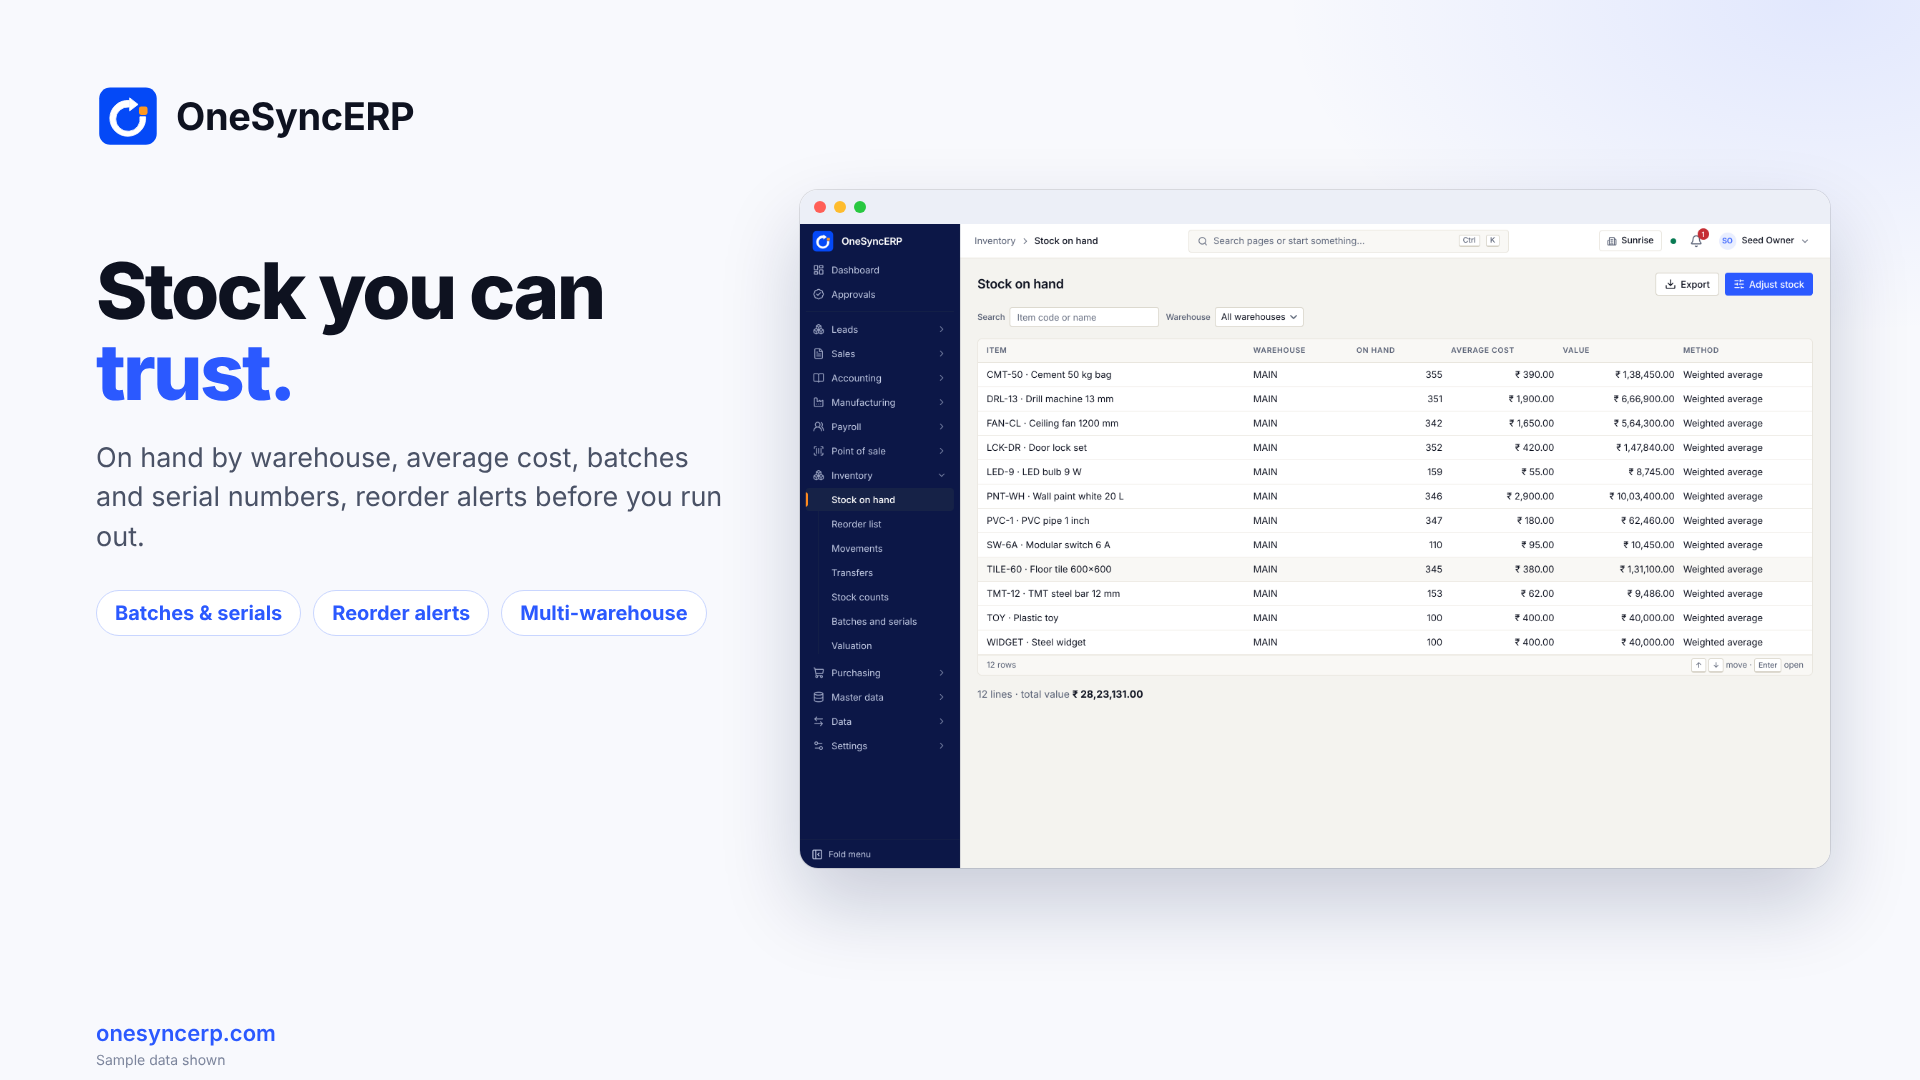 OneSyncERP
Stock you can
trust.
On hand by warehouse, average cost, batches
and serial numbers, reorder alerts before you run
out.
Batches & serials
Reorder alerts
Multi-warehouse
onesyncerp.com
Sample data shown
OneSyncERP
Dashboard
Approvals
Leads
Sales
Accounting
Manufacturing
Payroll
Point of sale
Inventory
Stock on hand
Reorder list
Movements
Transfers
Stock counts
Batches and serials
Valuation
Purchasing
Master data
Data
Settings
Fold menu
Inventory > Stock on hand
Search pages or start something... Ctrl K
Sunrise
1
SO Seed Owner
Stock on hand
Export
Adjust stock
Search Item code or name Warehouse All warehouses
ITEM WAREHOUSE ON HAND AVERAGE COST VALUE METHOD
CMT-50 · Cement 50 kg bag MAIN 355 ₹ 390.00 ₹ 1,38,450.00 Weighted average
DRL-13 · Drill machine 13 mm MAIN 351 ₹ 1,900.00 ₹ 6,66,900.00 Weighted average
FAN-CL · Ceiling fan 1200 mm MAIN 342 ₹ 1,650.00 ₹ 5,64,300.00 Weighted average
LCK-DR · Door lock set MAIN 352 ₹ 420.00 ₹ 1,47,840.00 Weighted average
LED-9 · LED bulb 9 W MAIN 159 ₹ 55.00 ₹ 8,745.00 Weighted average
PNT-WH · Wall paint white 20 L MAIN 346 ₹ 2,900.00 ₹ 10,03,400.00 Weighted average
PVC-1 · PVC pipe 1 inch MAIN 347 ₹ 180.00 ₹ 62,460.00 Weighted average
SW-6A · Modular switch 6 A MAIN 110 ₹ 95.00 ₹ 10,450.00 Weighted average
TILE-60 · Floor tile 600×600 MAIN 345 ₹ 380.00 ₹ 1,31,100.00 Weighted average
TMT-12 · TMT steel bar 12 mm MAIN 153 ₹ 62.00 ₹ 9,486.00 Weighted average
TOY · Plastic toy MAIN 100 ₹ 400.00 ₹ 40,000.00 Weighted average
WIDGET · Steel widget MAIN 100 ₹ 400.00 ₹ 40,000.00 Weighted average
12 rows ↑ ↓ move · Enter open
12 lines · total value ₹ 28,23,131.00